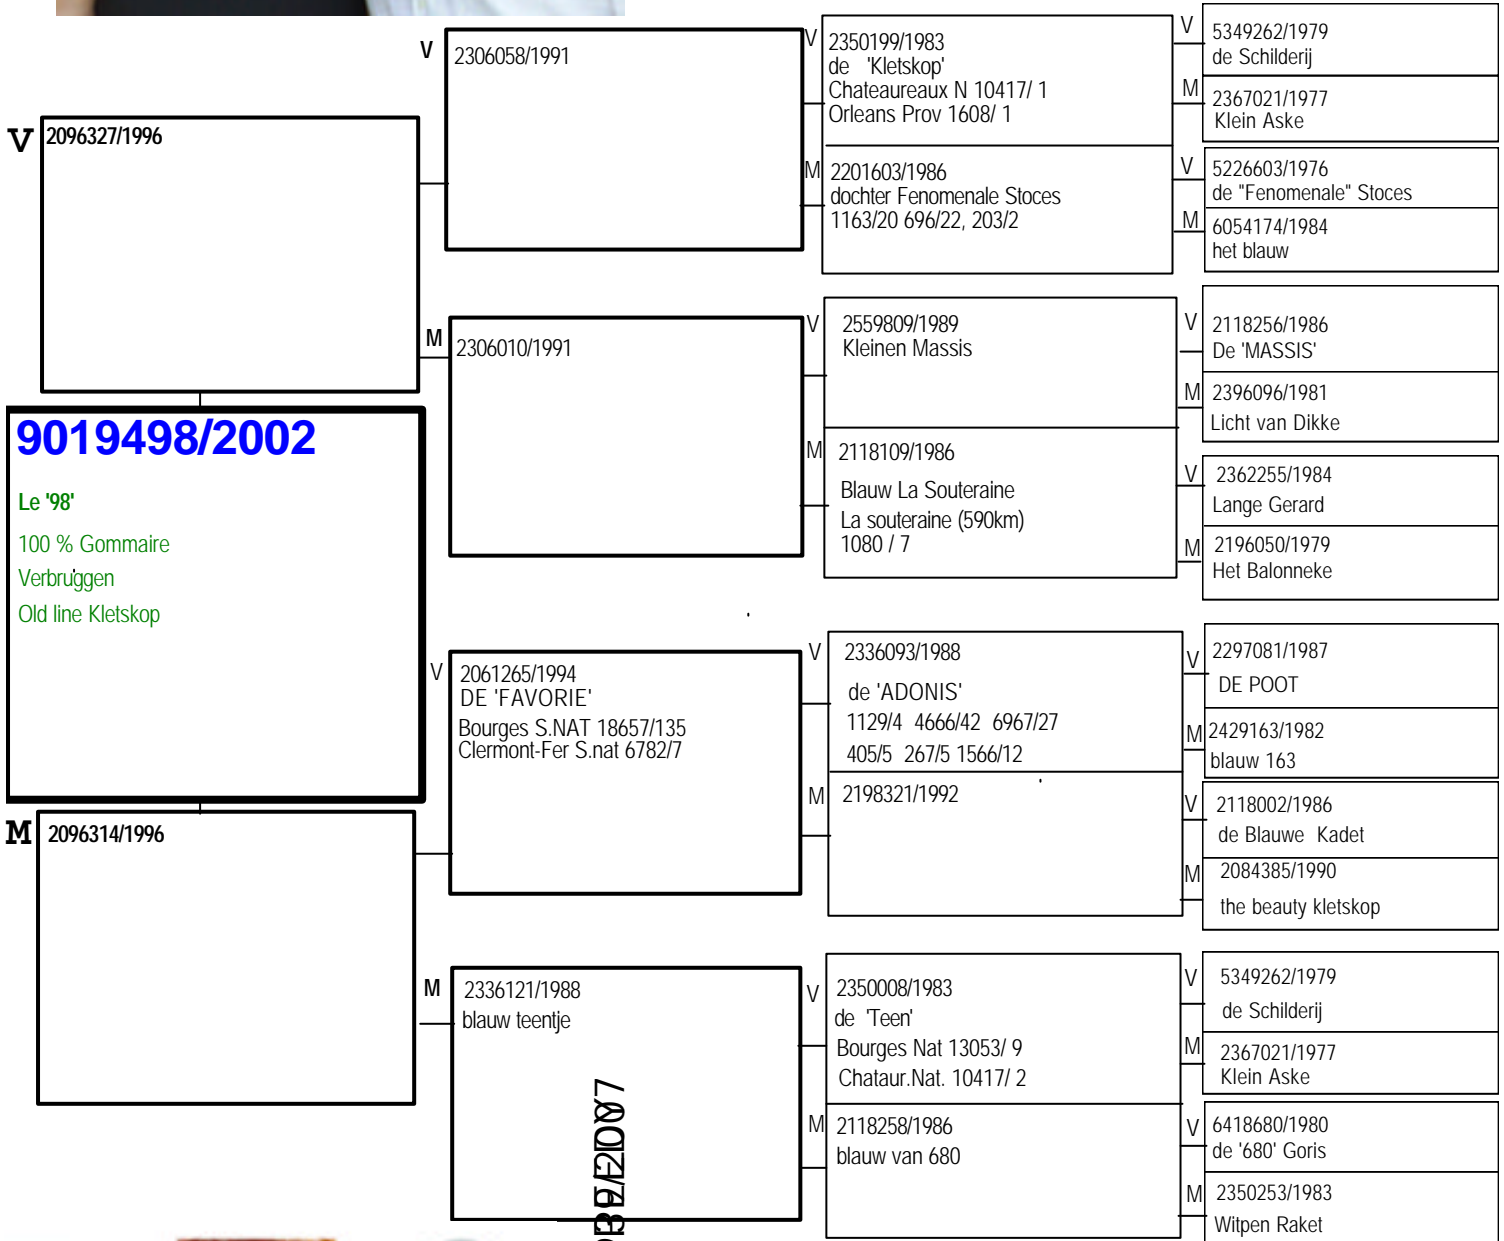 V
2096327/1996
V
2306058/1991
V
2350199/1983
de 'Kletskop'
Chateaureaux N 10417/ 1
Orleans Prov 1608/ 1
V
5349262/1979
de Schilderij
M
2367021/1977
Klein Aske
M
2201603/1986
dochter Fenomenale Stoces
1163/20 696/22, 203/2
V
5226603/1976
de "Fenomenale" Stoces
M
6054174/1984
het blauw
M
2306010/1991
V
2559809/1989
Kleinen Massis
V
2118256/1986
De 'MASSIS'
M
2396096/1981
Licht van Dikke
M
2118109/1986
Blauw La Souteraine
La souteraine (590km)
1080 / 7
V
2362255/1984
Lange Gerard
M
2196050/1979
Het Balonneke
9019498/2002
Le '98'
100 % Gommaire
Verbruggen
Old line Kletskop
M
2096314/1996
V
2061265/1994
DE 'FAVORIE'
Bourges S.NAT 18657/135
Clermont-Fer S.nat 6782/7
V
2336093/1988
de 'ADONIS'
1129/4 4666/42 6967/27
405/5 267/5 1566/12
V
2297081/1987
DE POOT
M
2429163/1982
blauw 163
M
2198321/1992
V
2118002/1986
de Blauwe Kadet
M
2084385/1990
the beauty kletskop
M
2336121/1988
blauw teentje
V
2350008/1983
de 'Teen'
Bourges Nat 13053/ 9
Chataur.Nat. 10417/ 2
V
5349262/1979
de Schilderij
M
2367021/1977
Klein Aske
M
2118258/1986
blauw van 680
V
6418680/1980
de '680' Goris
M
2350253/1983
Witpen Raket